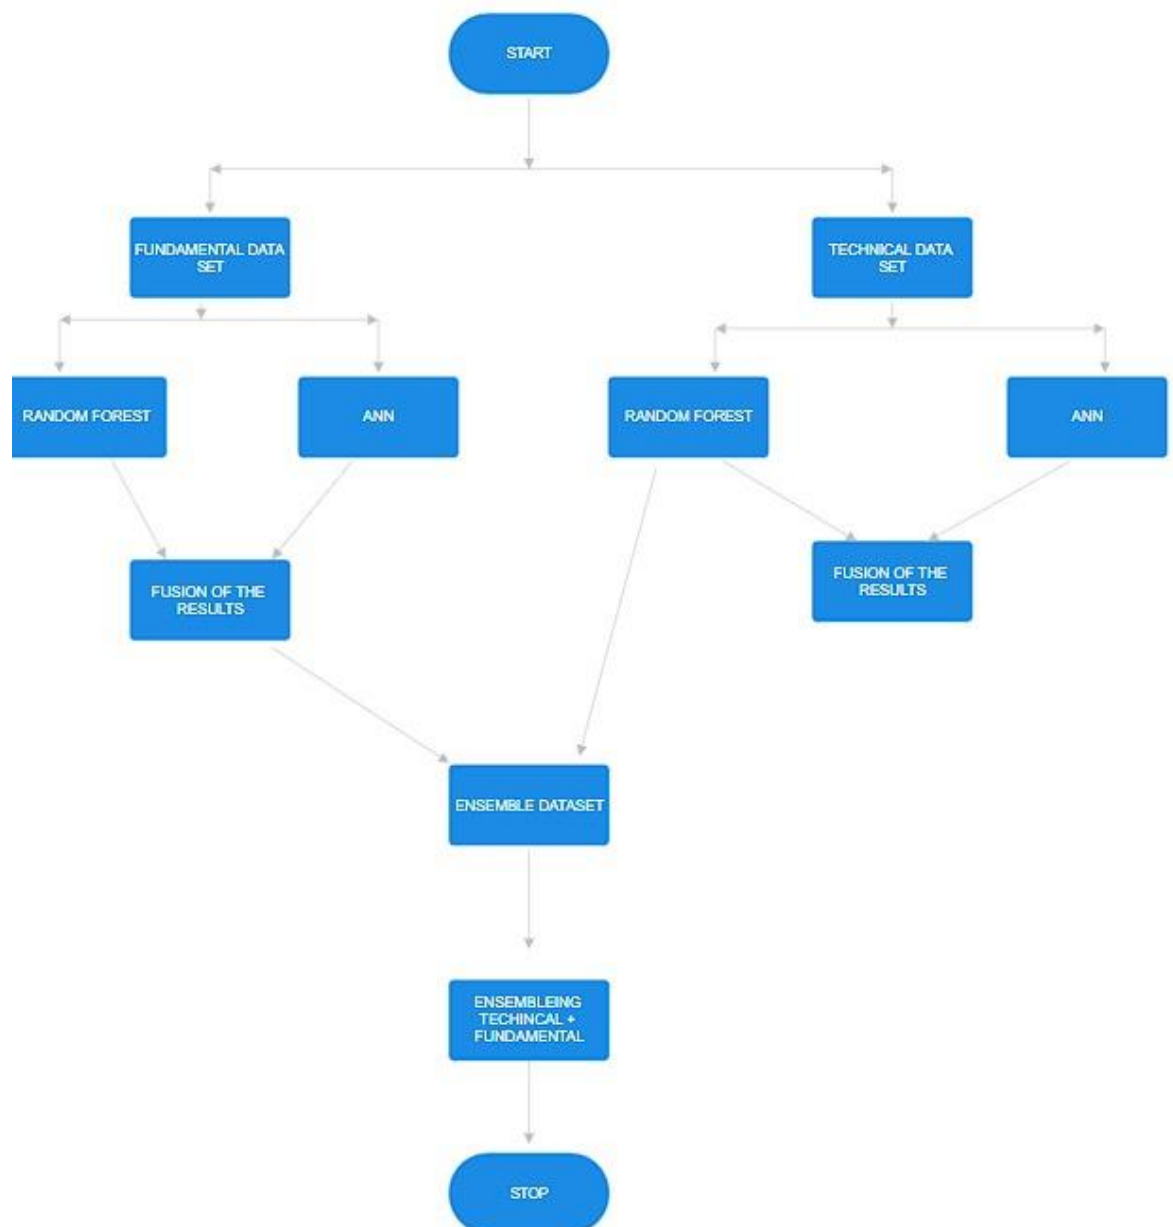 START
FUNDAMENTAL DATA
SET
TECHNICAL DATA
SET
RANDOM FOREST
ANN
RANDOM FOREST
ANN
FUSION OF THE
RESULTS
FUSION OF THE
RESULTS
ENSEMBLE DATASET
ENSEMBLEING
TECHINCAL +
FUNDAMENTAL
STOP